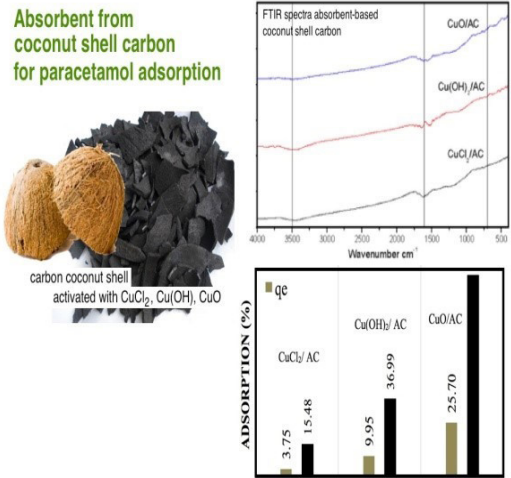 Absorbent from
coconut shell carbon
for paracetamol adsorption
carbon coconut shell
activated with CuCl2, Cu(OH), CuO
FTIR spectra absorbent-based
coconut shell carbon
CuO/AC
Cu(OH)2/AC
CuCl2/AC
4000 3500 3000 2500 2000 1500 1000 500
Wavenumber cm-1
ADSORPTION (%)
qe
CuCl2/ AC
Cu(OH)2/ AC
CuO/AC
3.75
15.48
9.95
36.99
25.70